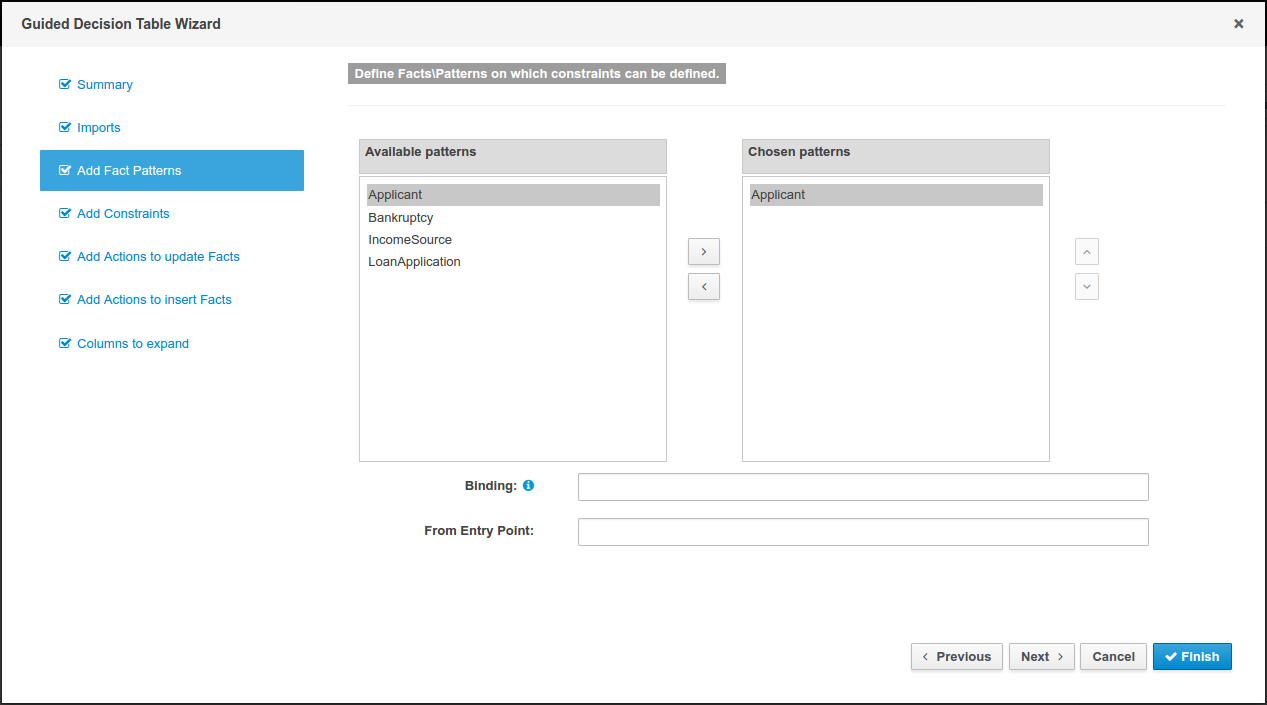 Guided Decision Table Wizard
Summary
Imports
Add Fact Patterns
Add Constraints
Add Actions to update Facts
Add Actions to insert Facts
Columns to expand
Define Facts\Patterns on which constraints can be defined.
Available patterns
Applicant
Bankruptcy
IncomeSource
LoanApplication
Chosen patterns
Applicant
Binding:
From Entry Point:
Previous
Next
Cancel
Finish